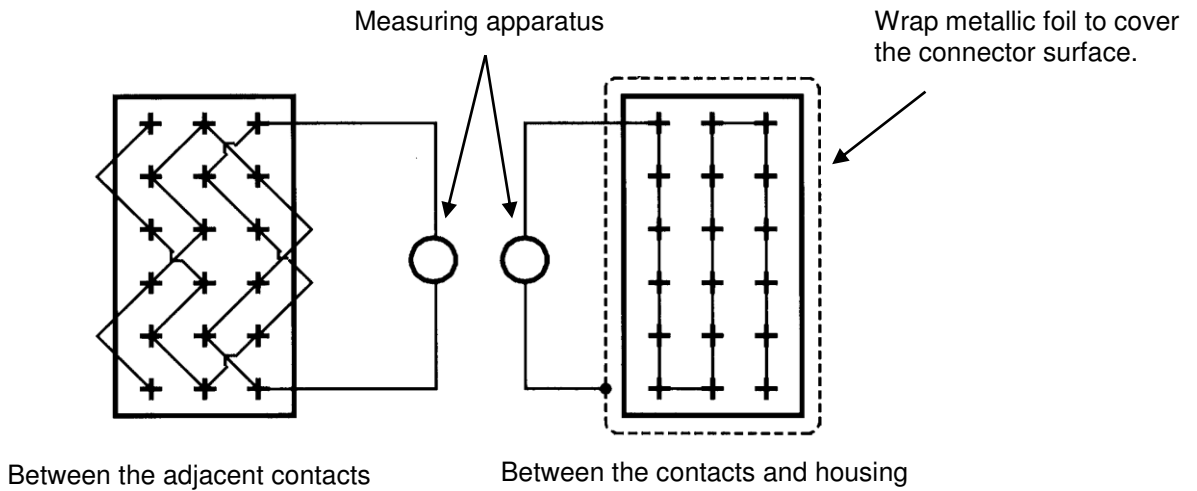 Measuring apparatus
Wrap metallic foil to cover
the connector surface.
Between the adjacent contacts
Between the contacts and housing